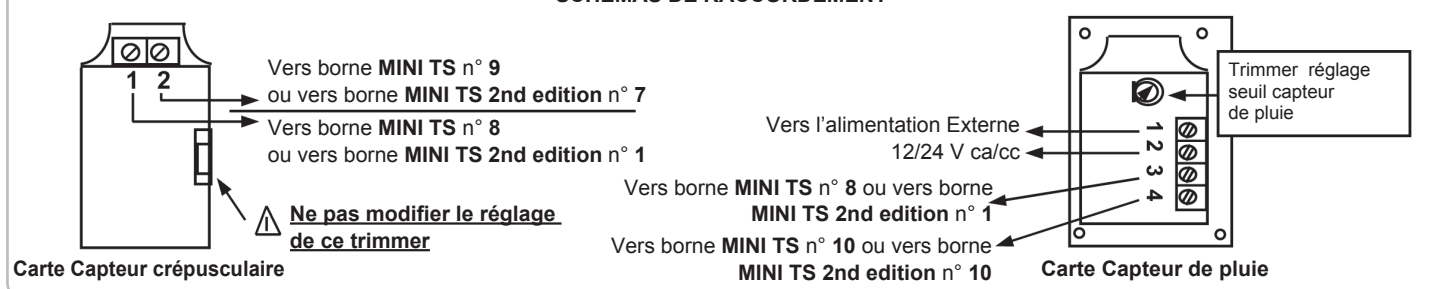 SCHÉMAS DE RACCORDEMENT
1 2
Vers borne MINI TS n° 9
ou vers borne MINI TS 2nd edition n° 7
Vers borne MINI TS n° 8
ou vers borne MINI TS 2nd edition n° 1
Ne pas modifier le réglage
de ce trimmer
Carte Capteur crépusculaire
Trimmer réglage
seuil capteur
de pluie
Vers l'alimentation Externe
12/24 V ca/cc
Vers borne MINI TS n° 8 ou vers borne
MINI TS 2nd edition n° 1
Vers borne MINI TS n° 10 ou vers borne
MINI TS 2nd edition n° 10
1
2
3
4
Carte Capteur de pluie